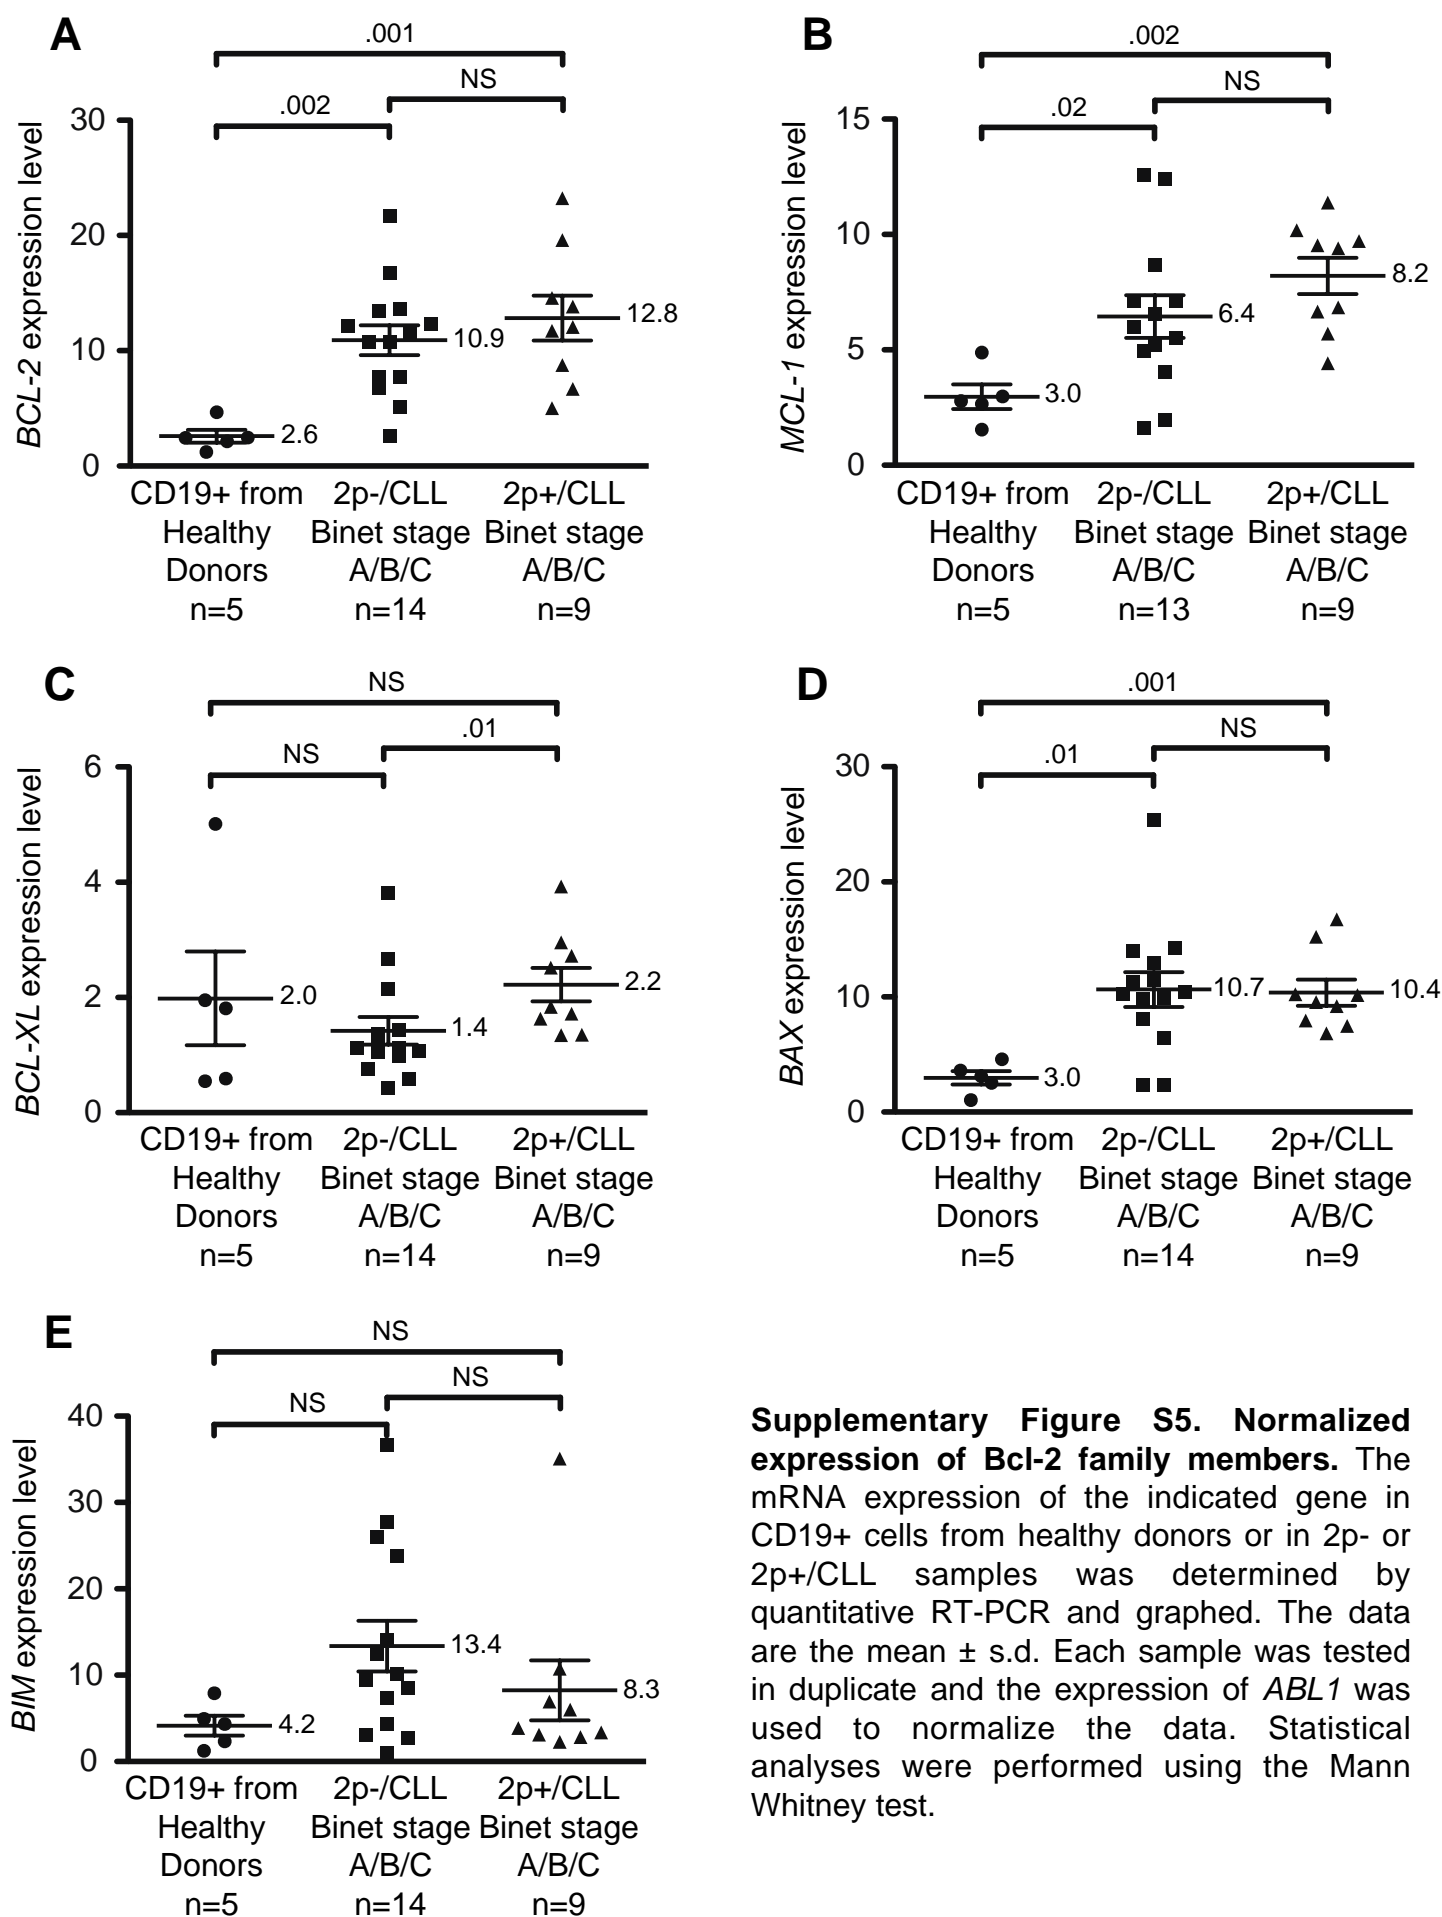 A
.001
NS
.002
BCL-2 expression level
30
20
10
0
10.9
12.8
2.6
CD19+ from 2p-/CLL 2p+/CLL
Healthy Binet stage Binet stage
Donors A/B/C A/B/C
n=5 n=14 n=9
B
.002
NS
.02
MCL-1 expression level
15
10
5
0
8.2
6.4
3.0
CD19+ from 2p-/CLL 2p+/CLL
Healthy Binet stage Binet stage
Donors A/B/C A/B/C
n=5 n=13 n=9
C
NS
.01
NS
BCL-XL expression level
6
4
2
0
2.0
1.4
2.2
CD19+ from 2p-/CLL 2p+/CLL
Healthy Binet stage Binet stage
Donors A/B/C A/B/C
n=5 n=14 n=9
D
.001
NS
.01
BAX expression level
30
20
10
0
10.7
10.4
3.0
CD19+ from 2p-/CLL 2p+/CLL
Healthy Binet stage Binet stage
Donors A/B/C A/B/C
n=5 n=14 n=9
E
NS
NS
NS
BIM expression level
40
30
20
10
0
13.4
8.3
4.2
CD19+ from 2p-/CLL 2p+/CLL
Healthy Binet stage Binet stage
Donors A/B/C A/B/C
n=5 n=14 n=9
Supplementary Figure S5. Normalized
expression of Bcl-2 family members. The
mRNA expression of the indicated gene in
CD19+ cells from healthy donors or in 2p- or
2p+/CLL samples was determined by
quantitative RT-PCR and graphed. The data
are the mean ± s.d. Each sample was tested
in duplicate and the expression of ABL1 was
used to normalize the data. Statistical
analyses were performed using the Mann
Whitney test.